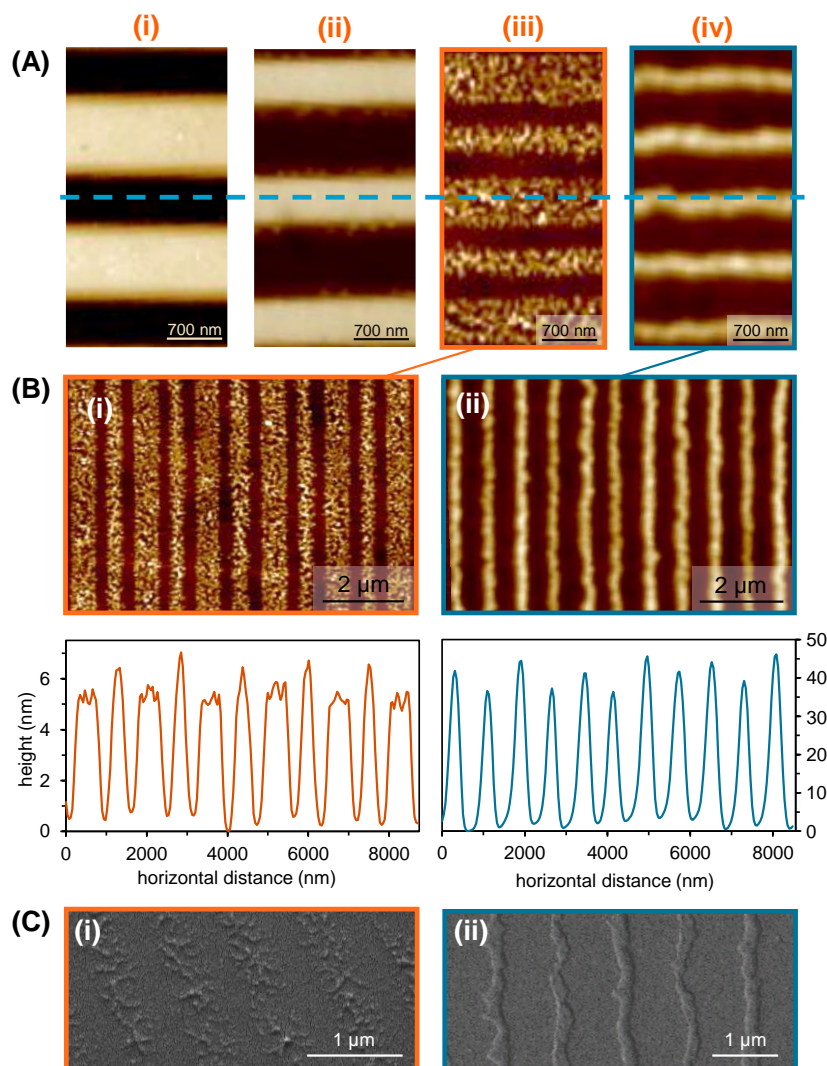 (i) (ii) (iii) (iv)
(A)
700 nm 700 nm 700 nm 700 nm
(B)
(i) (ii)
2 µm 2 µm
height (nm)
6
4
2
0
50
40
30
20
10
0
0 2000 4000 6000 8000
0 2000 4000 6000 8000
horizontal distance (nm)
horizontal distance (nm)
(C)
(i) (ii)
1 µm 1 µm